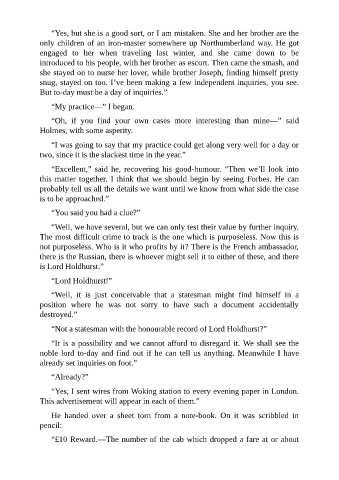 “Yes, but she is a good sort, or I am mistaken. She and her brother are the
only children of an iron-master somewhere up Northumberland way. He got
engaged to her when traveling last winter, and she came down to be
introduced to his people, with her brother as escort. Then came the smash, and
she stayed on to nurse her lover, while brother Joseph, finding himself pretty
snug, stayed on too. I’ve been making a few independent inquiries, you see.
But to-day must be a day of inquiries.”
“My practice—” I began.
“Oh, if you find your own cases more interesting than mine—” said
Holmes, with some asperity.
“I was going to say that my practice could get along very well for a day or
two, since it is the slackest time in the year.”
“Excellent,” said he, recovering his good-humour. “Then we’ll look into
this matter together. I think that we should begin by seeing Forbes. He can
probably tell us all the details we want until we know from what side the case
is to be approached.”
“You said you had a clue?”
“Well, we have several, but we can only test their value by further inquiry.
The most difficult crime to track is the one which is purposeless. Now this is
not purposeless. Who is it who profits by it? There is the French ambassador,
there is the Russian, there is whoever might sell it to either of these, and there
is Lord Holdhurst.”
“Lord Holdhurst!”
“Well, it is just conceivable that a statesman might find himself in a
position where he was not sorry to have such a document accidentally
destroyed.”
“Not a statesman with the honourable record of Lord Holdhurst?”
“It is a possibility and we cannot afford to disregard it. We shall see the
noble lord to-day and find out if he can tell us anything. Meanwhile I have
already set inquiries on foot.”
“Already?”
“Yes, I sent wires from Woking station to every evening paper in London.
This advertisement will appear in each of them.”
He handed over a sheet torn from a note-book. On it was scribbled in
pencil:
“£10 Reward.—The number of the cab which dropped a fare at or about